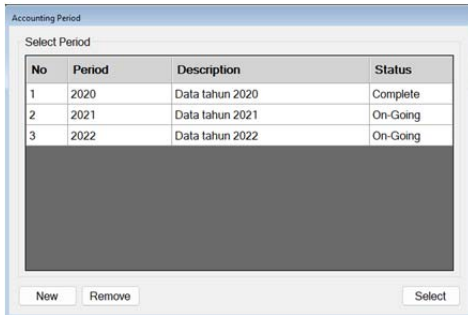 Accounting Period
Select Period
No Period Description Status
1 2020 Data tahun 2020 Complete
2 2021 Data tahun 2021 On-Going
3 2022 Data tahun 2022 On-Going
New Remove Select